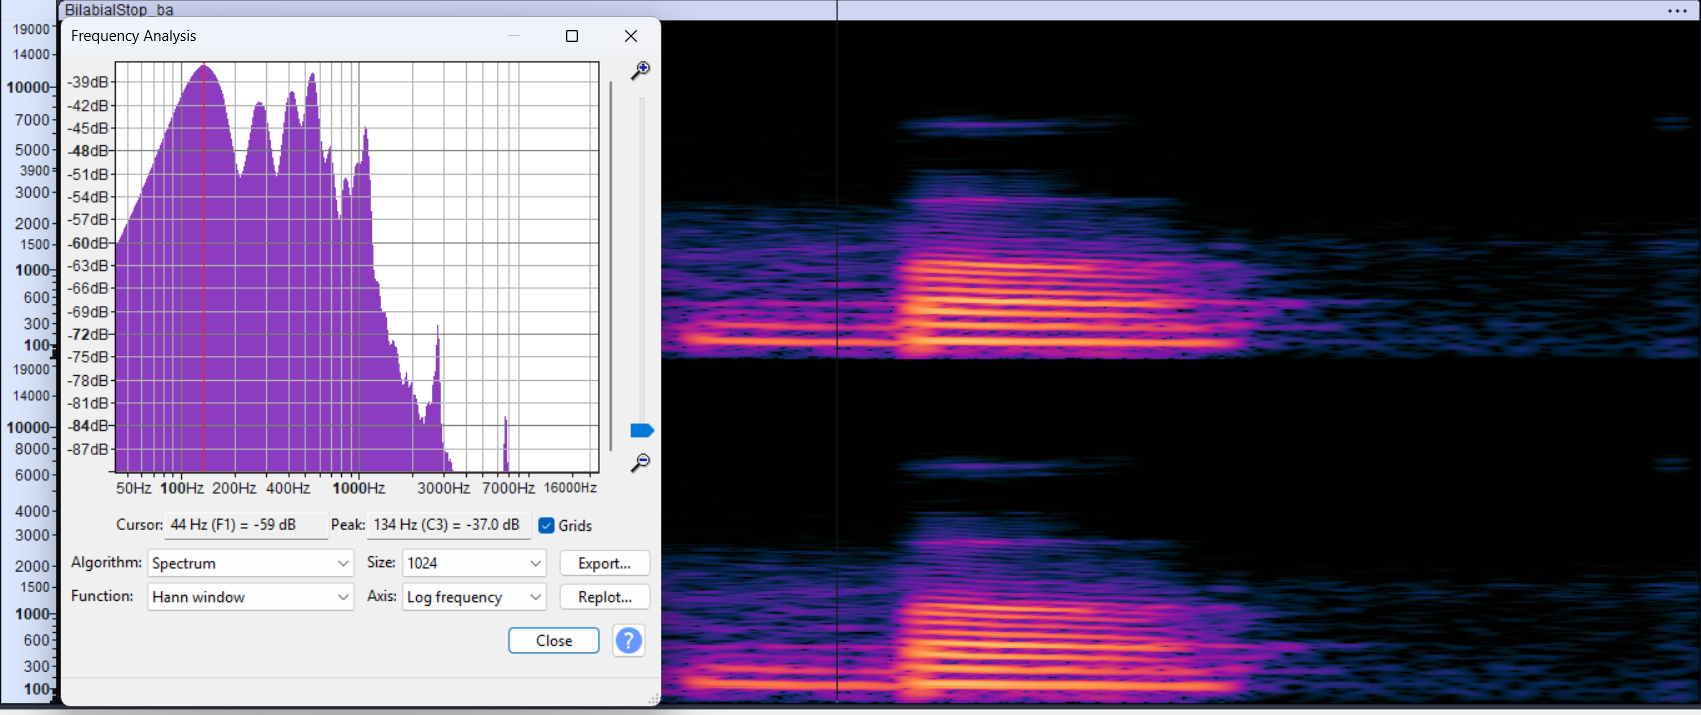 BilabialStop_ba
...
Frequency Analysis
19000
14000
10000
7000
5000
3900
3000
2000
1500
1000
600
300
100
19000
14000
10000
8000
6000
4000
3000
2000
1500
1000
600
300
100
-39dB
-42dB
-45dB
-48dB
-51dB
-54dB
-57dB
-60dB
-63dB
-66dB
-69dB
-72dB
-75dB
-78dB
-81dB
-84dB
-87dB
50Hz 100Hz 200Hz 400Hz 1000Hz 3000Hz 7000Hz 16000Hz
Cursor: 44 Hz (F1) = -59 dB Peak: 134 Hz (C3) = -37.0 dB Grids
Algorithm: Spectrum Size: 1024 Export...
Function: Hann window Axis: Log frequency Replot...
Close ?